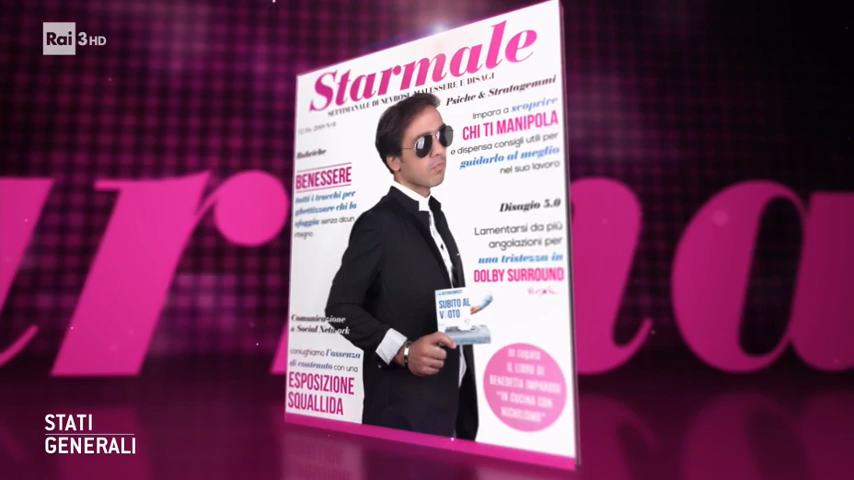 Rai 3HD
Starmale
SETTIMANALE DI NEVROSI, MALESSERE E DISAGI
Psiche & Stratagemmi
Impara a scoprire
CHI TI MANIPOLA
e dispensa consigli utili per
guidarlo al meglio
nel suo lavoro
Rubriche
BENESSERE
tutti i trucchi per
ghettizzare chi lo
sfoggia senza alcun
ritegno
Disagio 5.0
Lamentarsi da più
angolazioni per
una tristezza in
DOLBY SURROUND
SUBITO AL
VOTO
Comunicazione
& Social Network
coniughiamo l'assenza
di contenuto con una
ESPOSIZIONE
SQUALLIDA
In regalo
IL LIBRO DI
BENEDETTA IMPARODI
"IN CUCINA CON
NICHILISMO"
STATI
GENERALI